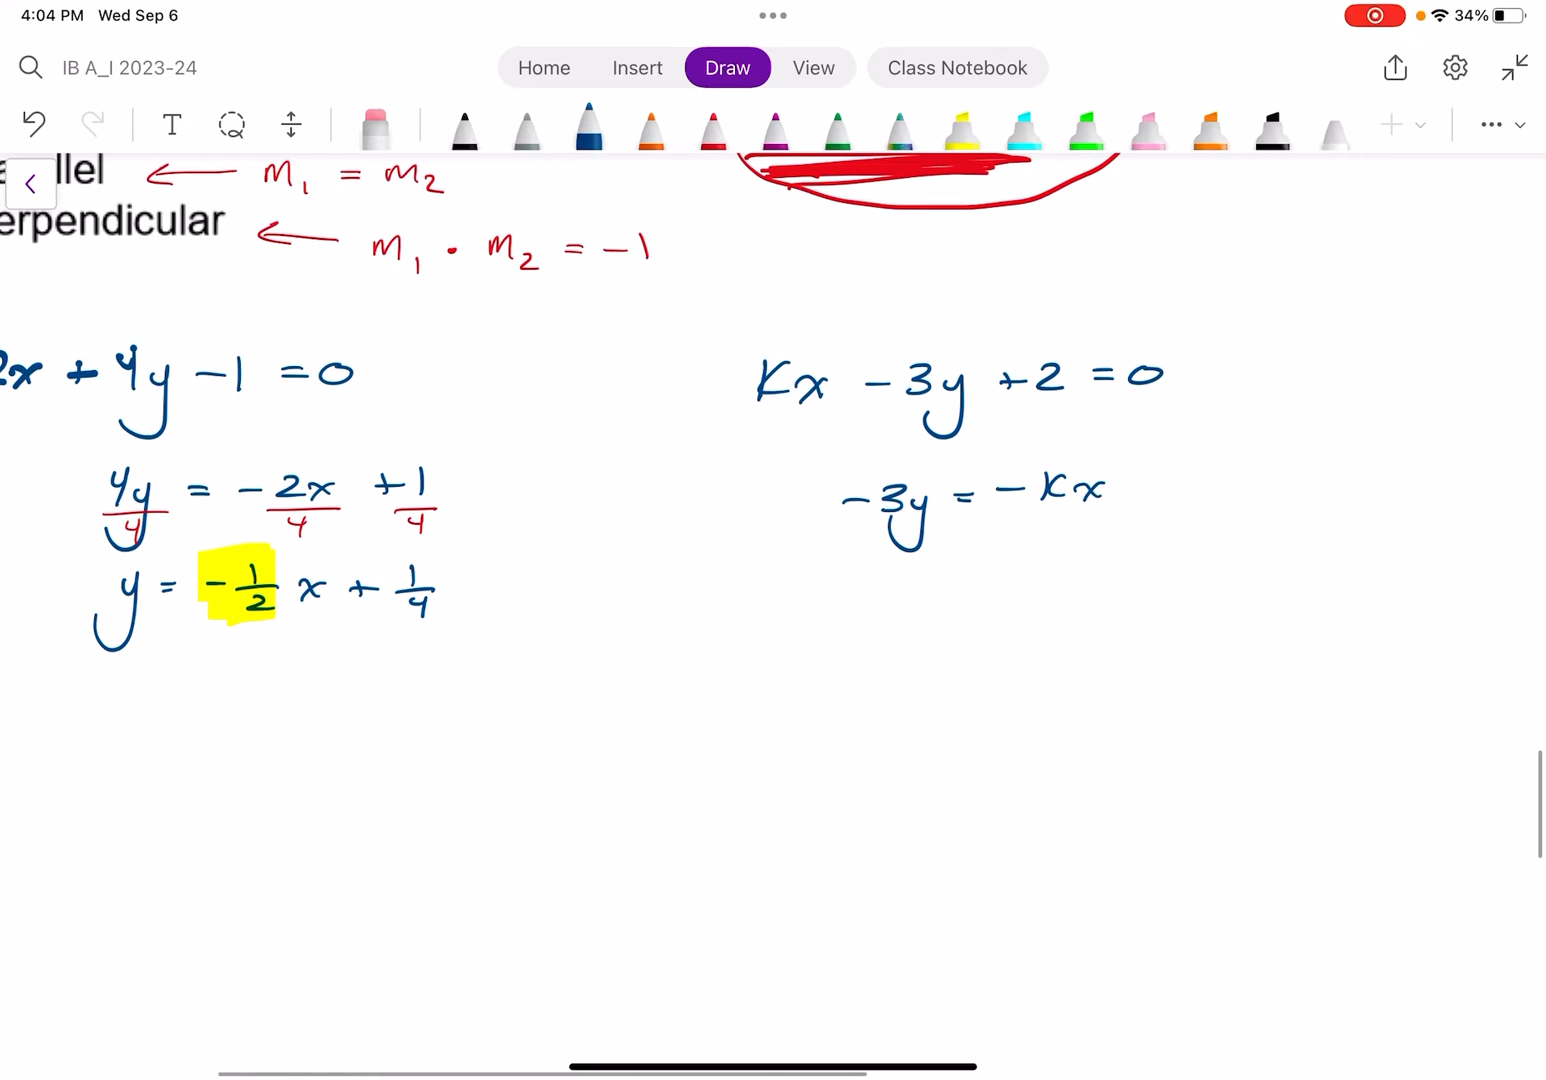 4:04 PM Wed Sep 6
34%
IB A_I 2023-24
Home Insert Draw View Class Notebook
T
llel ← m₁ = m₂
erpendicular ← m₁ · m₂ = -1
2x + 4y - 1 = 0
4y/4 = -2x/4 + 1/4
y = -1/2 x + 1/4
Kx - 3y + 2 = 0
-3y = -Kx